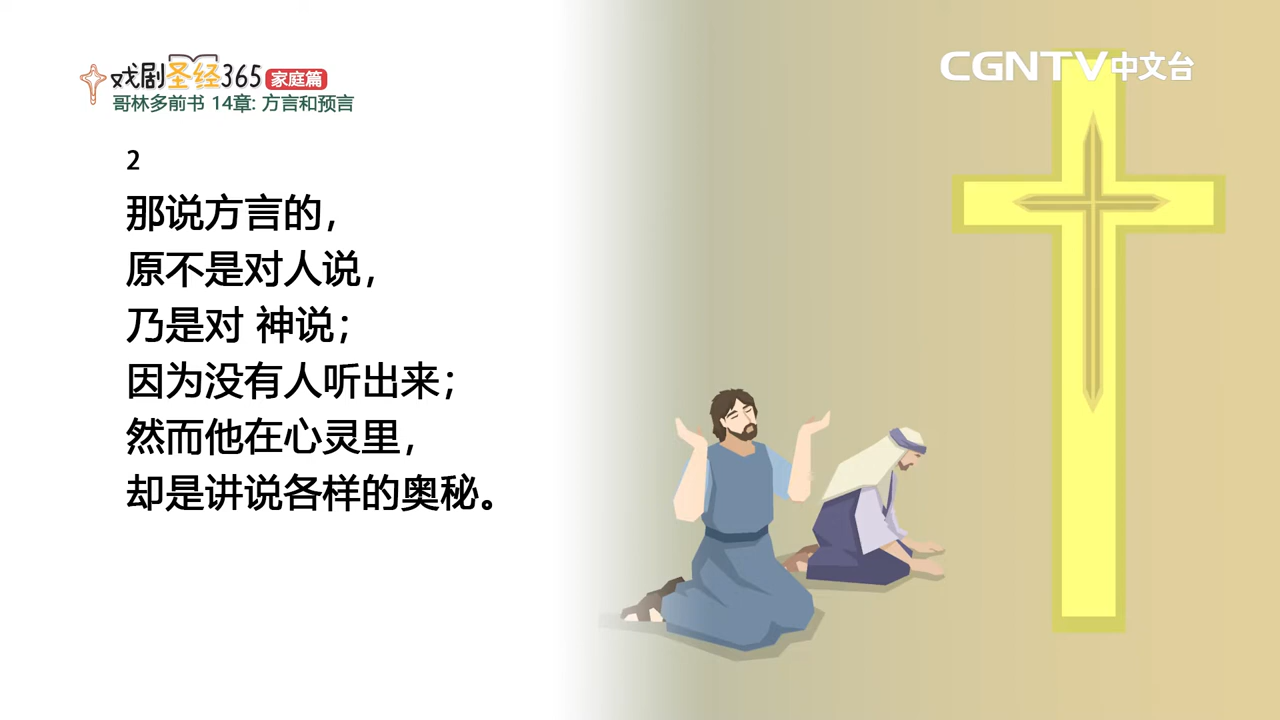 戏剧圣经365 家庭篇
哥林多前书 14章: 方言和预言
CGNTV中文台
2
那说方言的，
原不是对人说，
乃是对 神说；
因为没有人听出来；
然而他在心灵里，
却是讲说各样的奥秘。